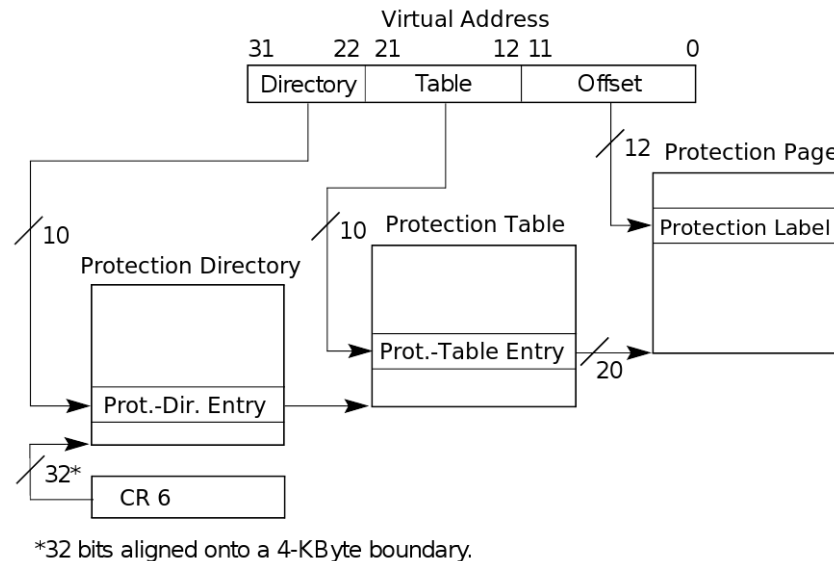 Virtual Address
31 22 21 12 11 0
Directory Table Offset
12 Protection Page
Protection Label
10
10
Protection Table
Protection Directory
Prot.-Table Entry
20
Prot.-Dir. Entry
32*
CR 6
*32 bits aligned onto a 4-KByte boundary.